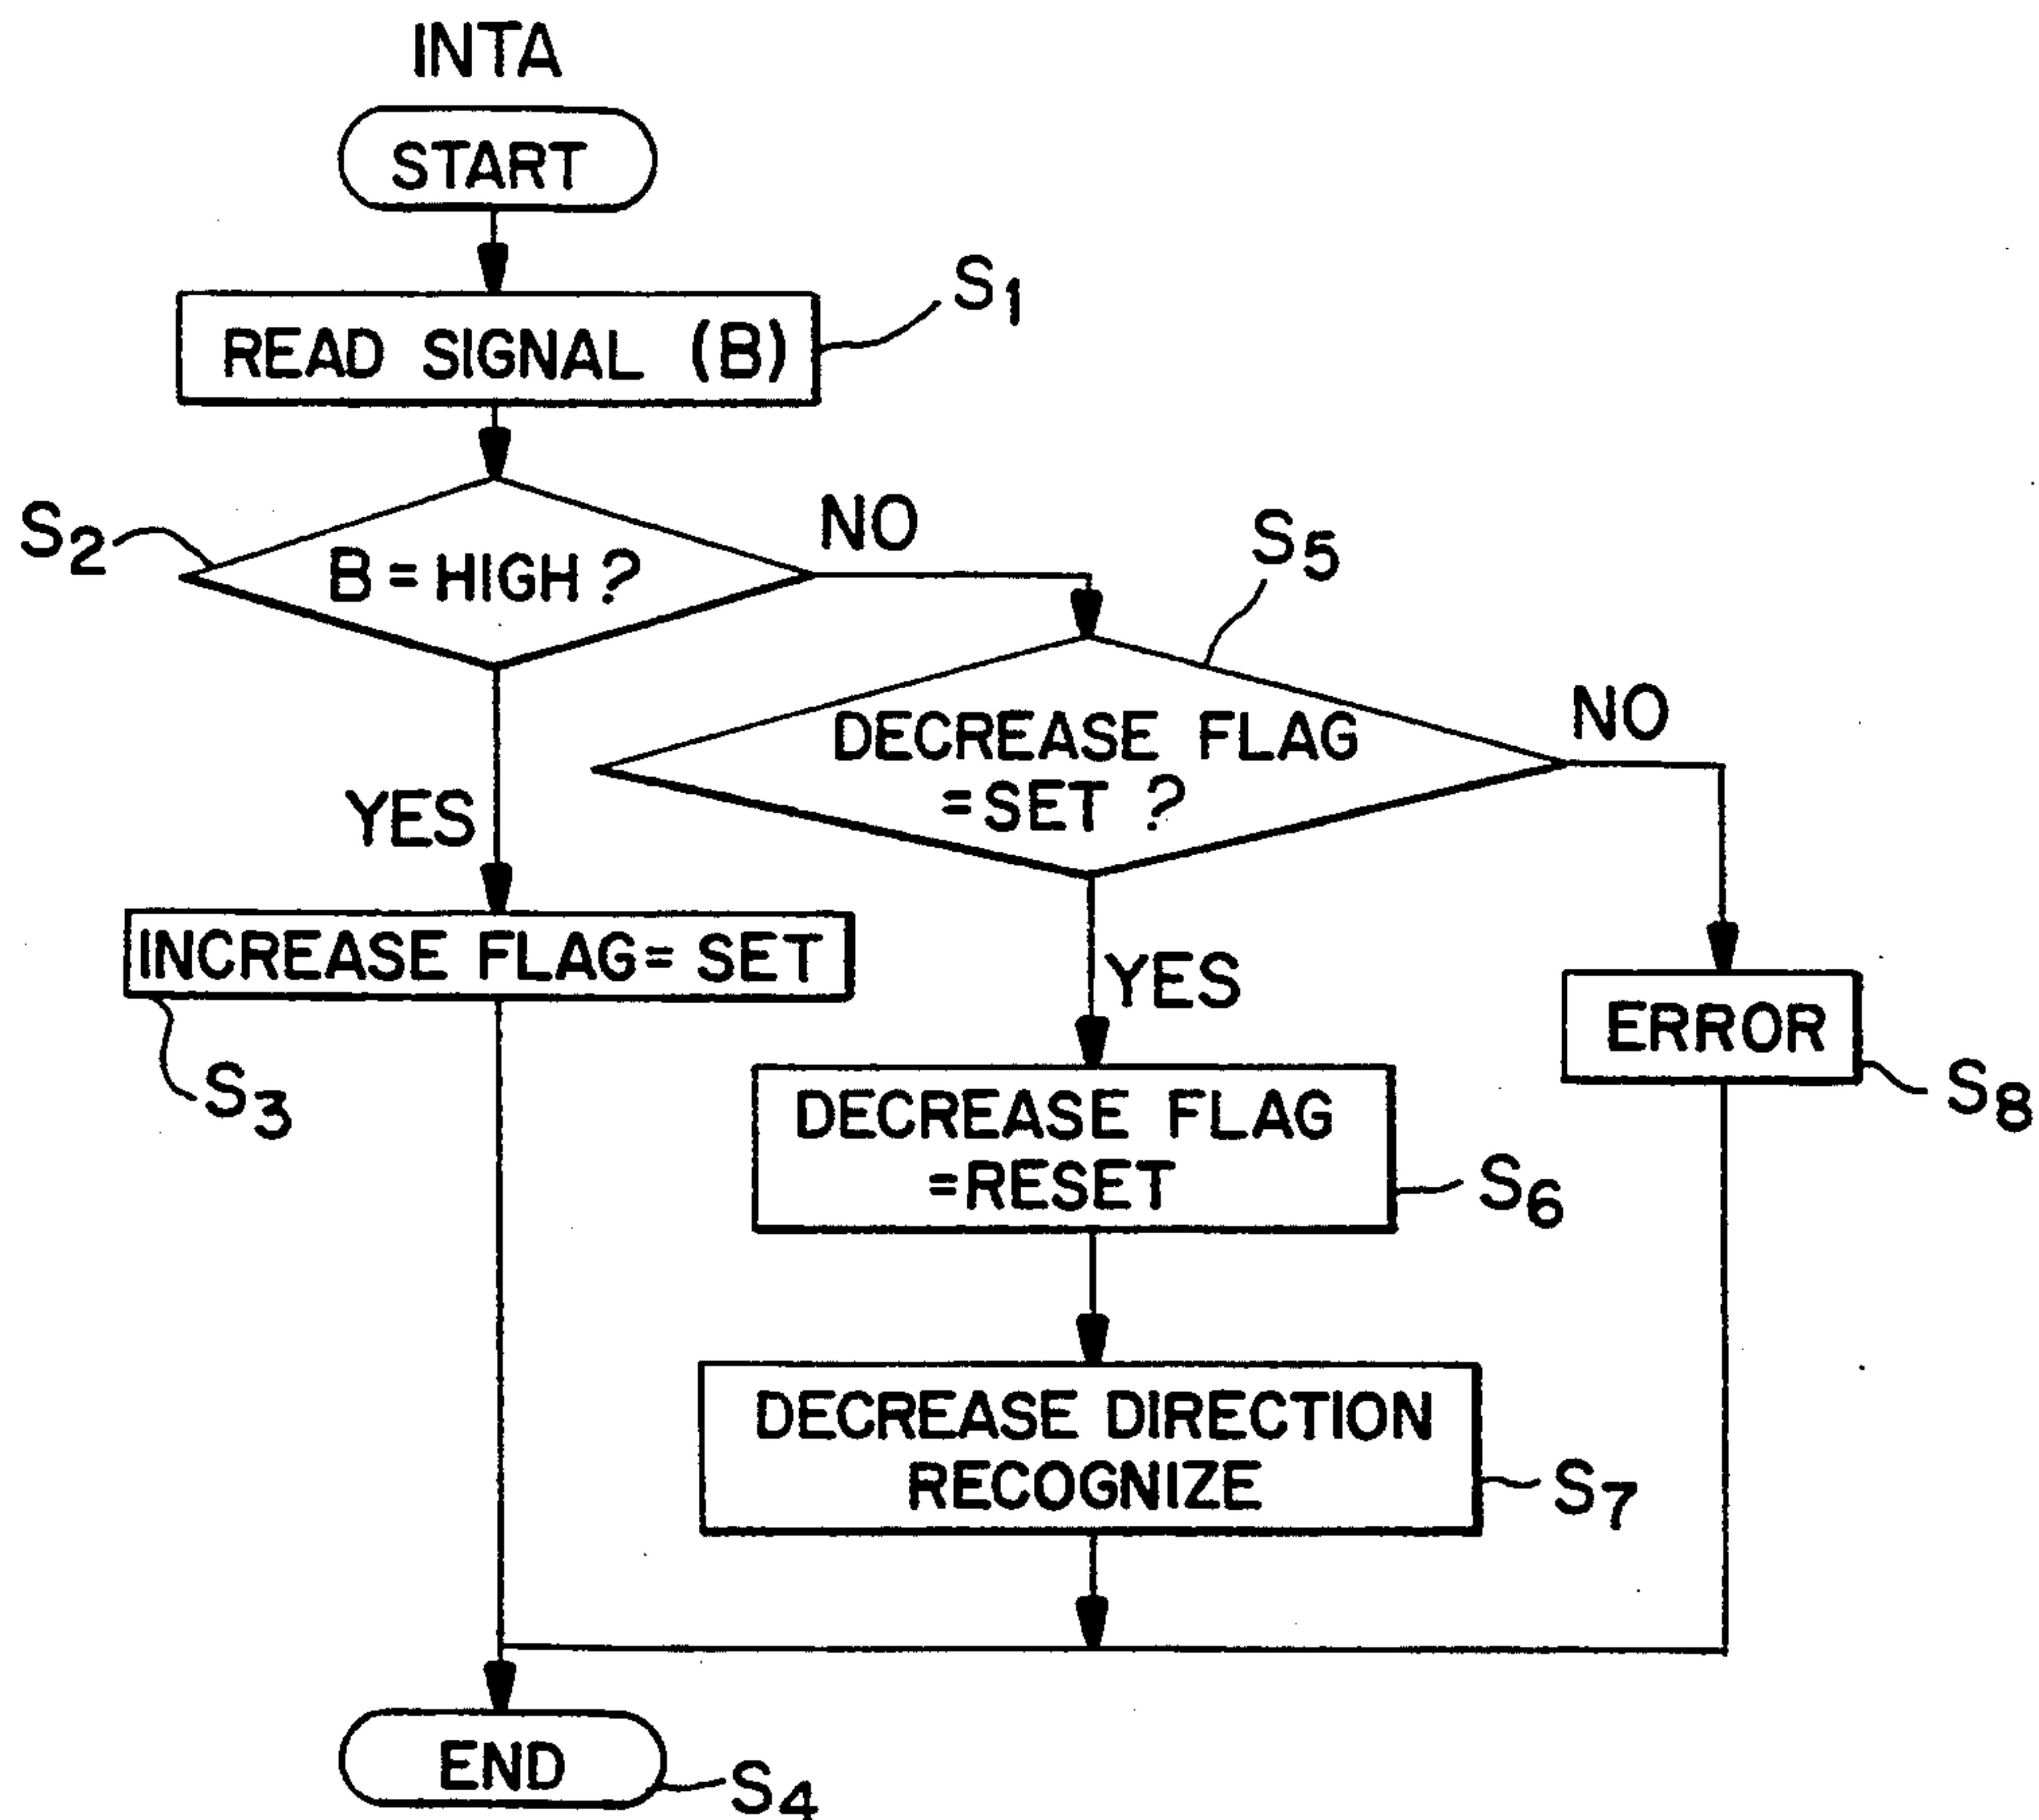 INTA
START
READ SIGNAL (B)
S1
S2
B = HIGH ?
NO
S5
DECREASE FLAG
=SET ?
NO
YES
INCREASE FLAG= SET
S3
YES
ERROR
S8
DECREASE FLAG
=RESET
S6
DECREASE DIRECTION
RECOGNIZE
S7
END
S4